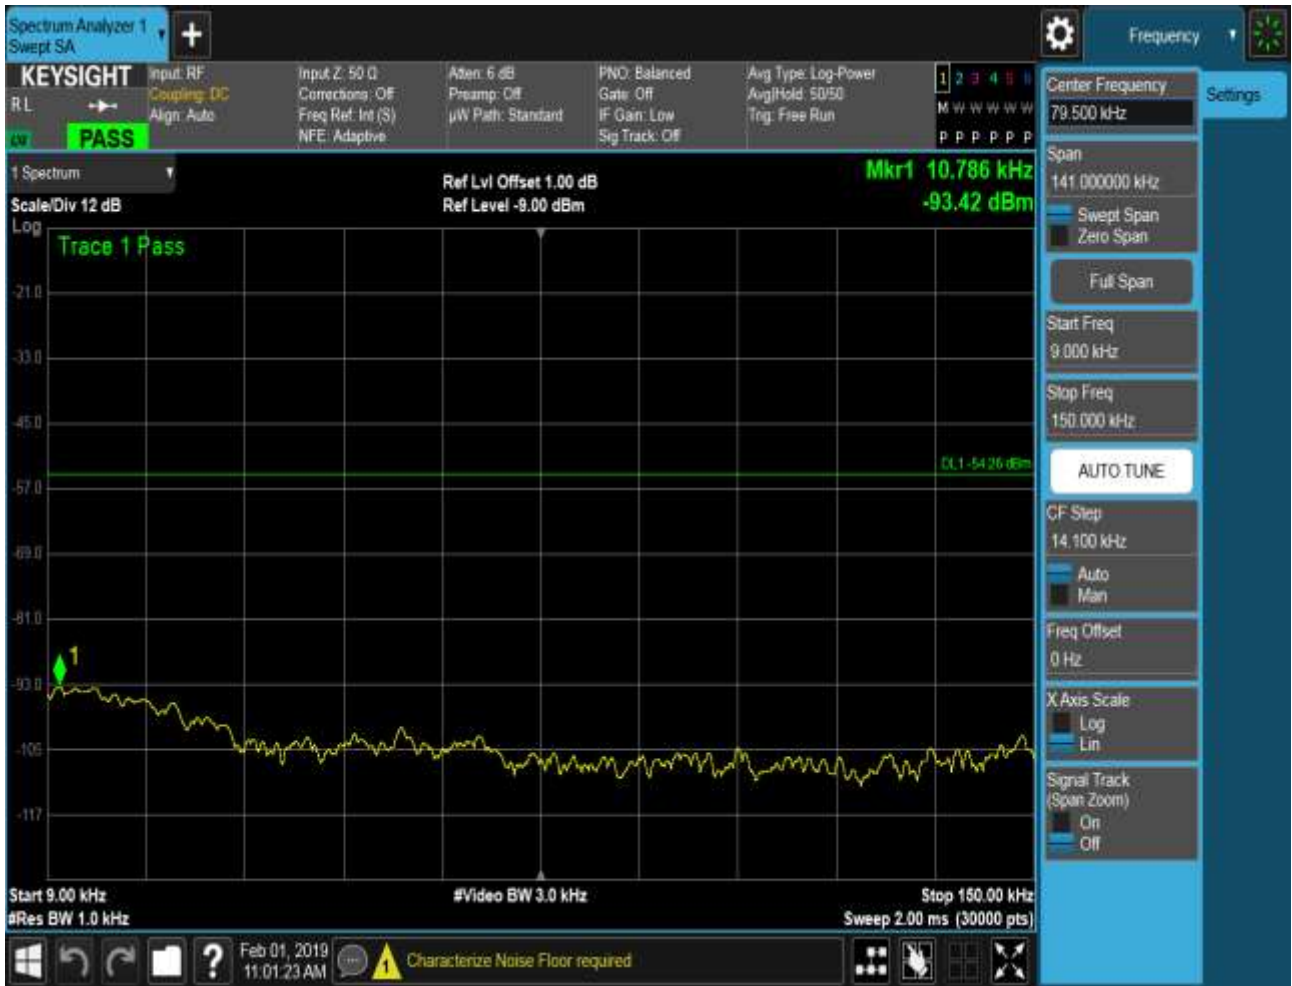 Spectrum Analyzer 1
Swept SA
+
Frequency
KEYSIGHT
R L
LW
PASS
Input: RF
Coupling: DC
Align: Auto
Input Z: 50 Ω
Corrections: Off
Freq Ref: Int (S)
NFE: Adaptive
Atten: 6 dB
Preamp: Off
µW Path: Standard
PNO: Balanced
Gate: Off
IF Gain: Low
Sig Track: Off
Avg Type: Log-Power
Avg|Hold: 50/50
Trig: Free Run
1 2 3 4 5 6
M W W W W W
P P P P P P
1 Spectrum
Scale/Div 12 dB
Ref Lvl Offset 1.00 dB
Ref Level -9.00 dBm
Mkr1 10.786 kHz
-93.42 dBm
Log
Trace 1 Pass
-21.0
-33.0
-45.0
DL1 -54.26 dBm
-57.0
-69.0
-81.0
1
-93.0
-105
-117
Start 9.00 kHz
#Video BW 3.0 kHz
Stop 150.00 kHz
#Res BW 1.0 kHz
Sweep 2.00 ms (30000 pts)
?
Feb 01, 2019
11:01:23 AM
1
Characterize Noise Floor required
Center Frequency
79.500 kHz
Settings
Span
141.000000 kHz
Swept Span
Zero Span
Full Span
Start Freq
9.000 kHz
Stop Freq
150.000 kHz
AUTO TUNE
CF Step
14.100 kHz
Auto
Man
Freq Offset
0 Hz
X Axis Scale
Log
Lin
Signal Track
(Span Zoom)
On
Off